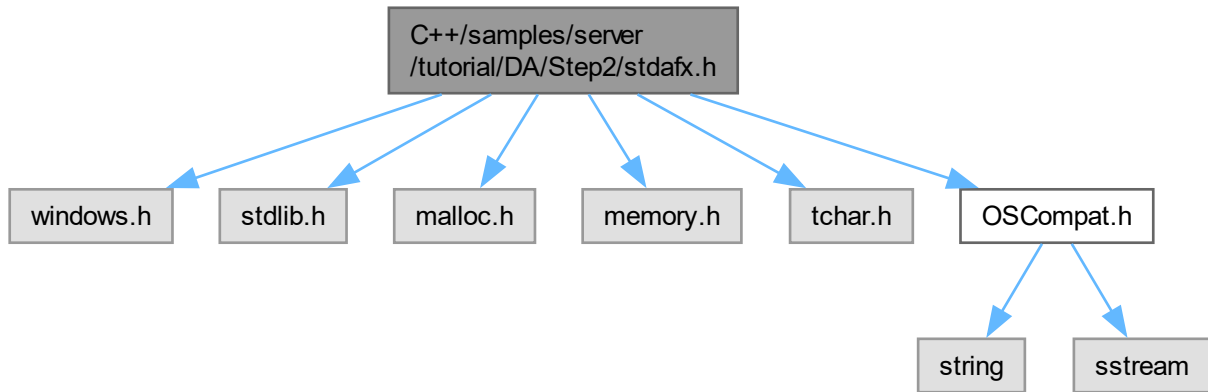 C++/samples/server
/tutorial/DA/Step2/stdafx.h
windows.h
stdlib.h
malloc.h
memory.h
tchar.h
OSCompat.h
string
sstream